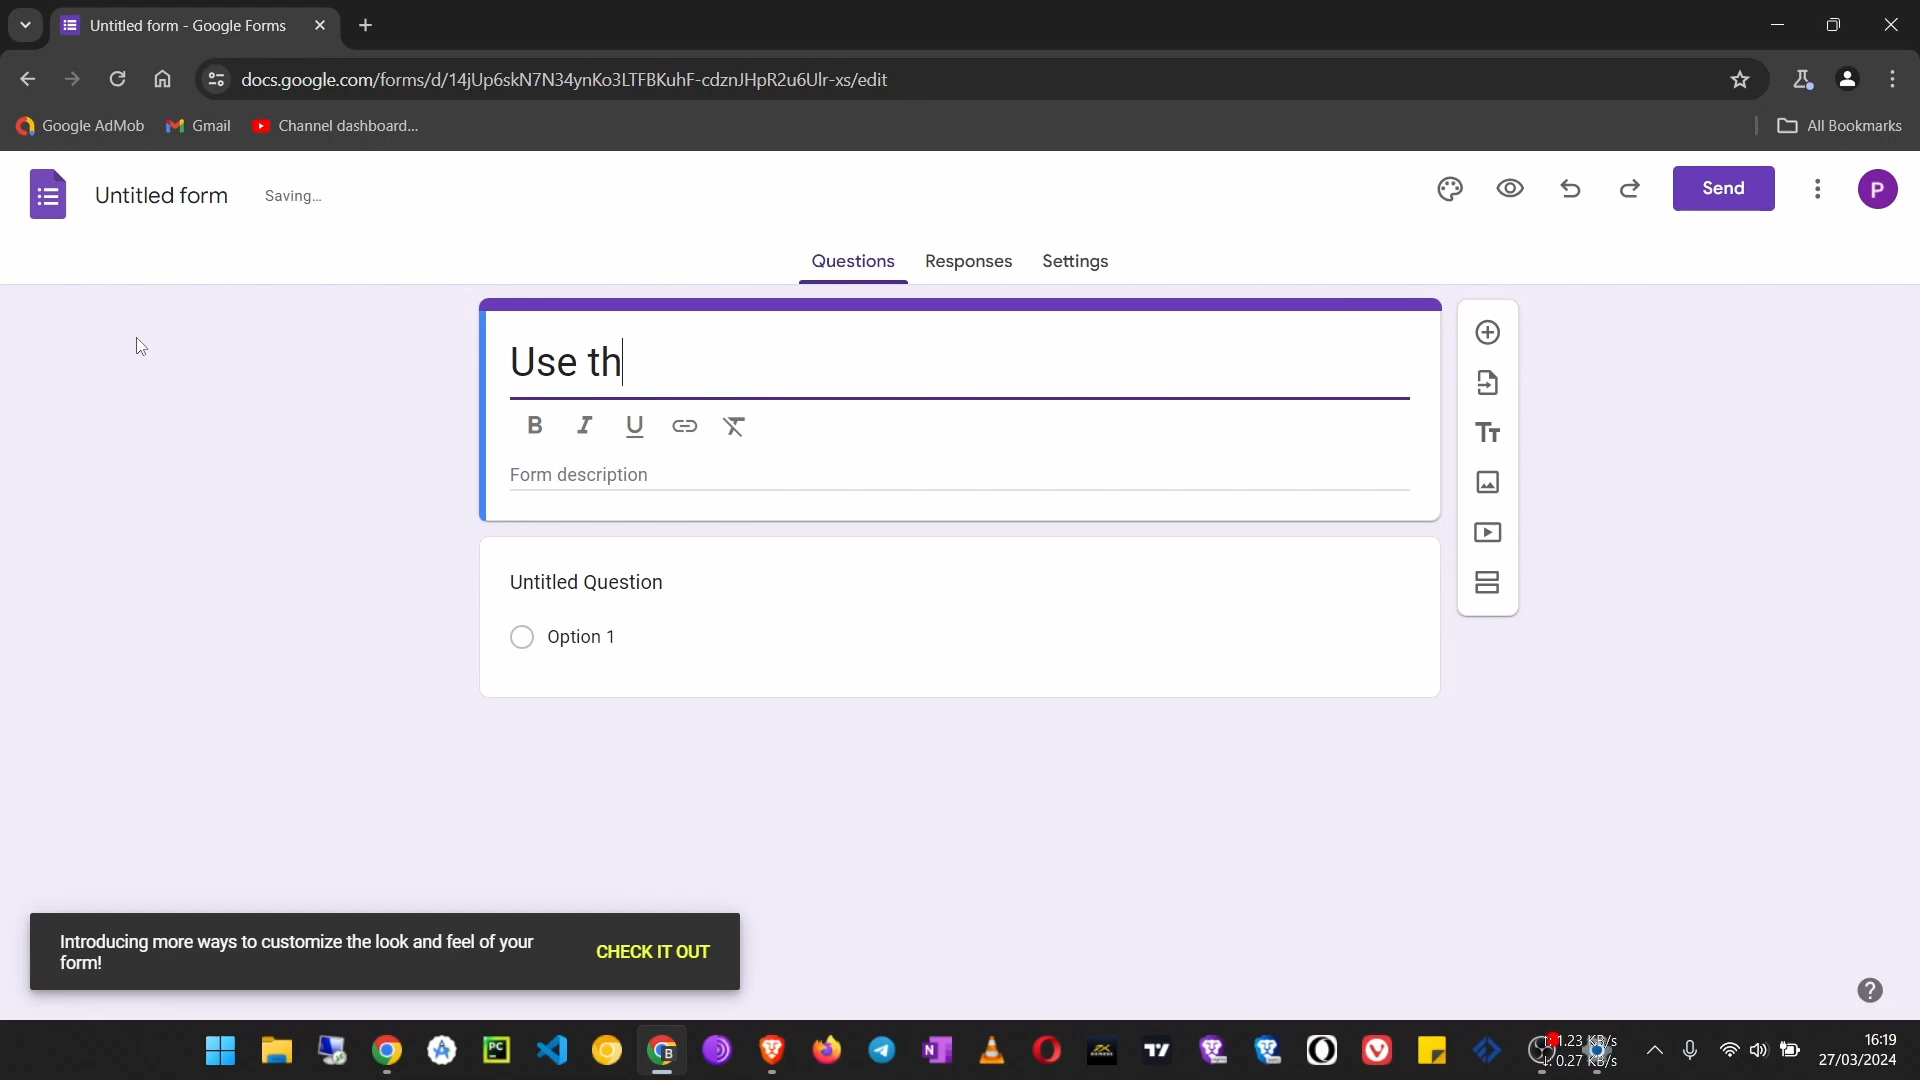 Untitled form - Google Forms
docs.google.com/forms/d/14jUp6skN7N34ynKo3LTFBKuhF-cdznJHpR2u6Ulr-xs/edit
Google AdMob Gmail Channel dashboard... All Bookmarks
Untitled form Saving... Send P
Questions Responses Settings
Use th
B I U
Form description
Untitled Question
Option 1
Introducing more ways to customize the look and feel of your
form!
CHECK IT OUT
1.23 KB/s
0.27 KB/s
16:19
27/03/2024